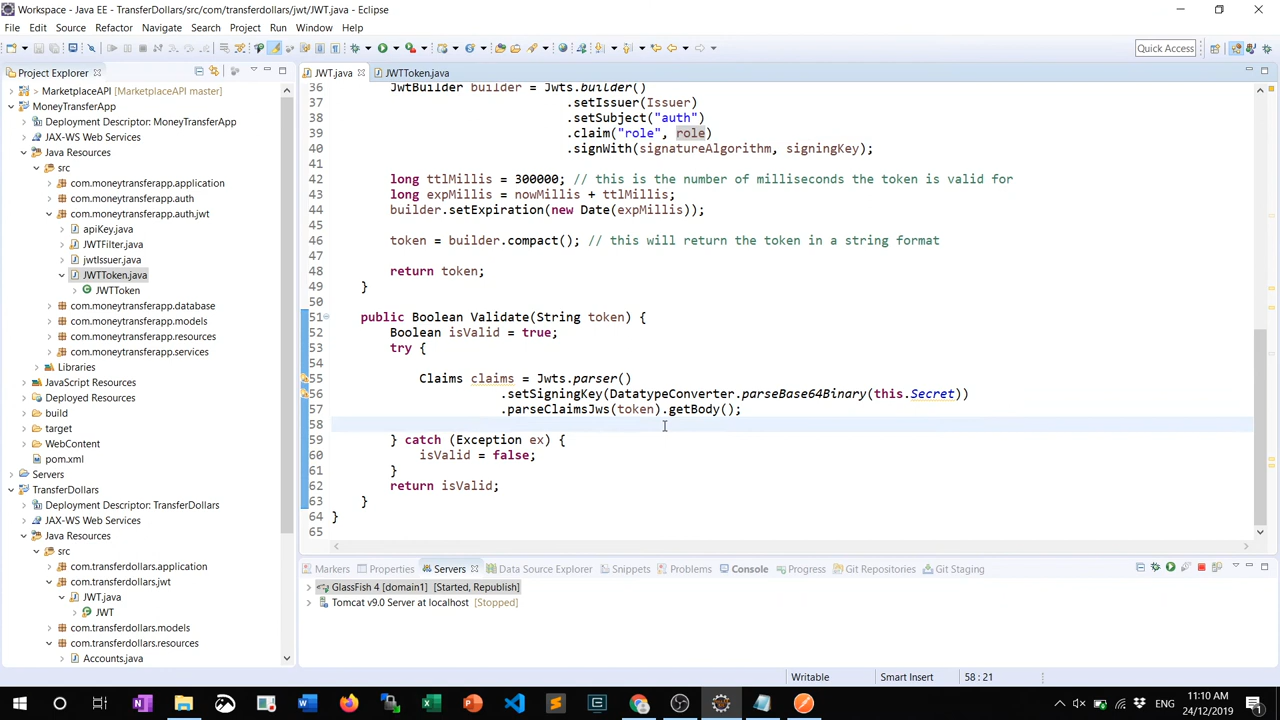 Workspace - Java EE - TransferDollars/src/com/transferdollars/jwt/JWT.java - Eclipse
File Edit Source Refactor Navigate Search Project Run Window Help
Quick Access
Project Explorer
JWT.java JWTToken.java
> MarketplaceAPI [MarketplaceAPI master]
MoneyTransferApp
Deployment Descriptor: MoneyTransferApp
JAX-WS Web Services
Java Resources
src
com.moneytransferapp.application
com.moneytransferapp.auth
com.moneytransferapp.auth.jwt
apiKey.java
JWTFilter.java
jwtIssuer.java
JWTToken.java
JWTToken
com.moneytransferapp.database
com.moneytransferapp.models
com.moneytransferapp.resources
com.moneytransferapp.services
Libraries
JavaScript Resources
Deployed Resources
build
target
WebContent
pom.xml
Servers
TransferDollars
Deployment Descriptor: TransferDollars
JAX-WS Web Services
Java Resources
src
com.transferdollars.application
com.transferdollars.jwt
JWT.java
JWT
com.transferdollars.models
com.transferdollars.resources
Accounts.java
36 JwtBuilder builder = Jwts.builder()
37 .setIssuer(Issuer)
38 .setSubject("auth")
39 .claim("role", role)
40 .signWith(signatureAlgorithm, signingKey);
41
42 long ttlMillis = 300000; // this is the number of milliseconds the token is valid for
43 long expMillis = nowMillis + ttlMillis;
44 builder.setExpiration(new Date(expMillis));
45
46 token = builder.compact(); // this will return the token in a string format
47
48 return token;
49 }
50
51 public Boolean Validate(String token) {
52 Boolean isValid = true;
53 try {
54
55 Claims claims = Jwts.parser()
56 .setSigningKey(DatatypeConverter.parseBase64Binary(this.Secret))
57 .parseClaimsJws(token).getBody();
58
59 } catch (Exception ex) {
60 isValid = false;
61 }
62 return isValid;
63 }
64 }
65
Markers Properties Servers Data Source Explorer Snippets Problems Console Progress Git Repositories Git Staging
GlassFish 4 [domain1] [Started, Republish]
Tomcat v9.0 Server at localhost [Stopped]
Writable Smart Insert 58 : 21
ENG
11:10 AM
24/12/2019